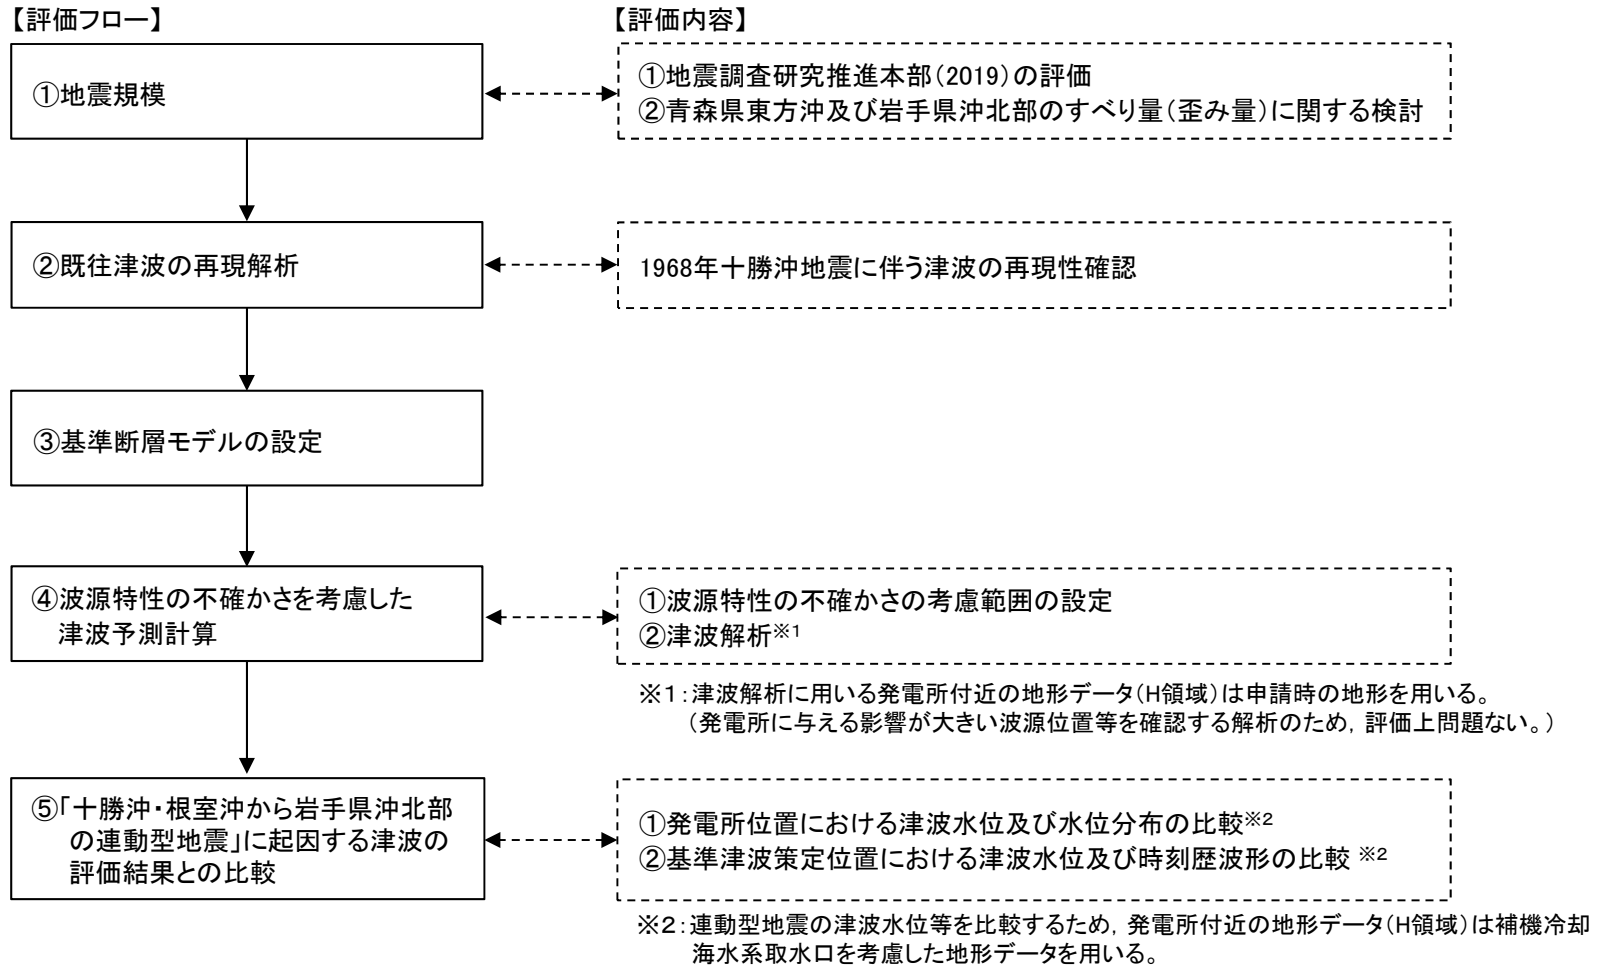 【評価フロー】
【評価内容】
①地震規模
①地震調査研究推進本部(2019)の評価
②青森県東方沖及び岩手県沖北部のすべり量(歪み量)に関する検討
②既往津波の再現解析
1968年十勝沖地震に伴う津波の再現性確認
③基準断層モデルの設定
④波源特性の不確かさを考慮した
津波予測計算
①波源特性の不確かさの考慮範囲の設定
②津波解析※1
※1:津波解析に用いる発電所付近の地形データ(H領域)は申請時の地形を用いる。
(発電所に与える影響が大きい波源位置等を確認する解析のため,評価上問題ない。)
⑤「十勝沖・根室沖から岩手県沖北部
の連動型地震」に起因する津波の
評価結果との比較
①発電所位置における津波水位及び水位分布の比較※2
②基準津波策定位置における津波水位及び時刻歴波形の比較 ※2
※2:連動型地震の津波水位等を比較するため,発電所付近の地形データ(H領域)は補機冷却
海水系取水口を考慮した地形データを用いる。